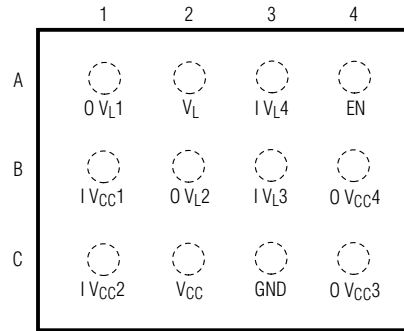 1 2 3 4
A
O VL1 VL I VL4 EN
B
I VCC1 O VL2 I VL3 O VCC4
C
I VCC2 VCC GND O VCC3